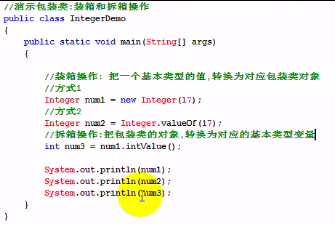 //演示包装类:装箱和拆箱操作
public class IntegerDemo
{
public static void main(String[] args)
{
//装箱操作: 把一个基本类型的值,转换为对应包装类对象
//方式1
Integer num1 = new Integer(17);
//方式2
Integer num2 = Integer.valueOf(17);
//拆箱操作:把包装类的对象,转换为对应的基本类型变量
int num3 = num1.intValue();
System.out.println(num1);
System.out.println(num2);
System.out.println(num3);
}
}